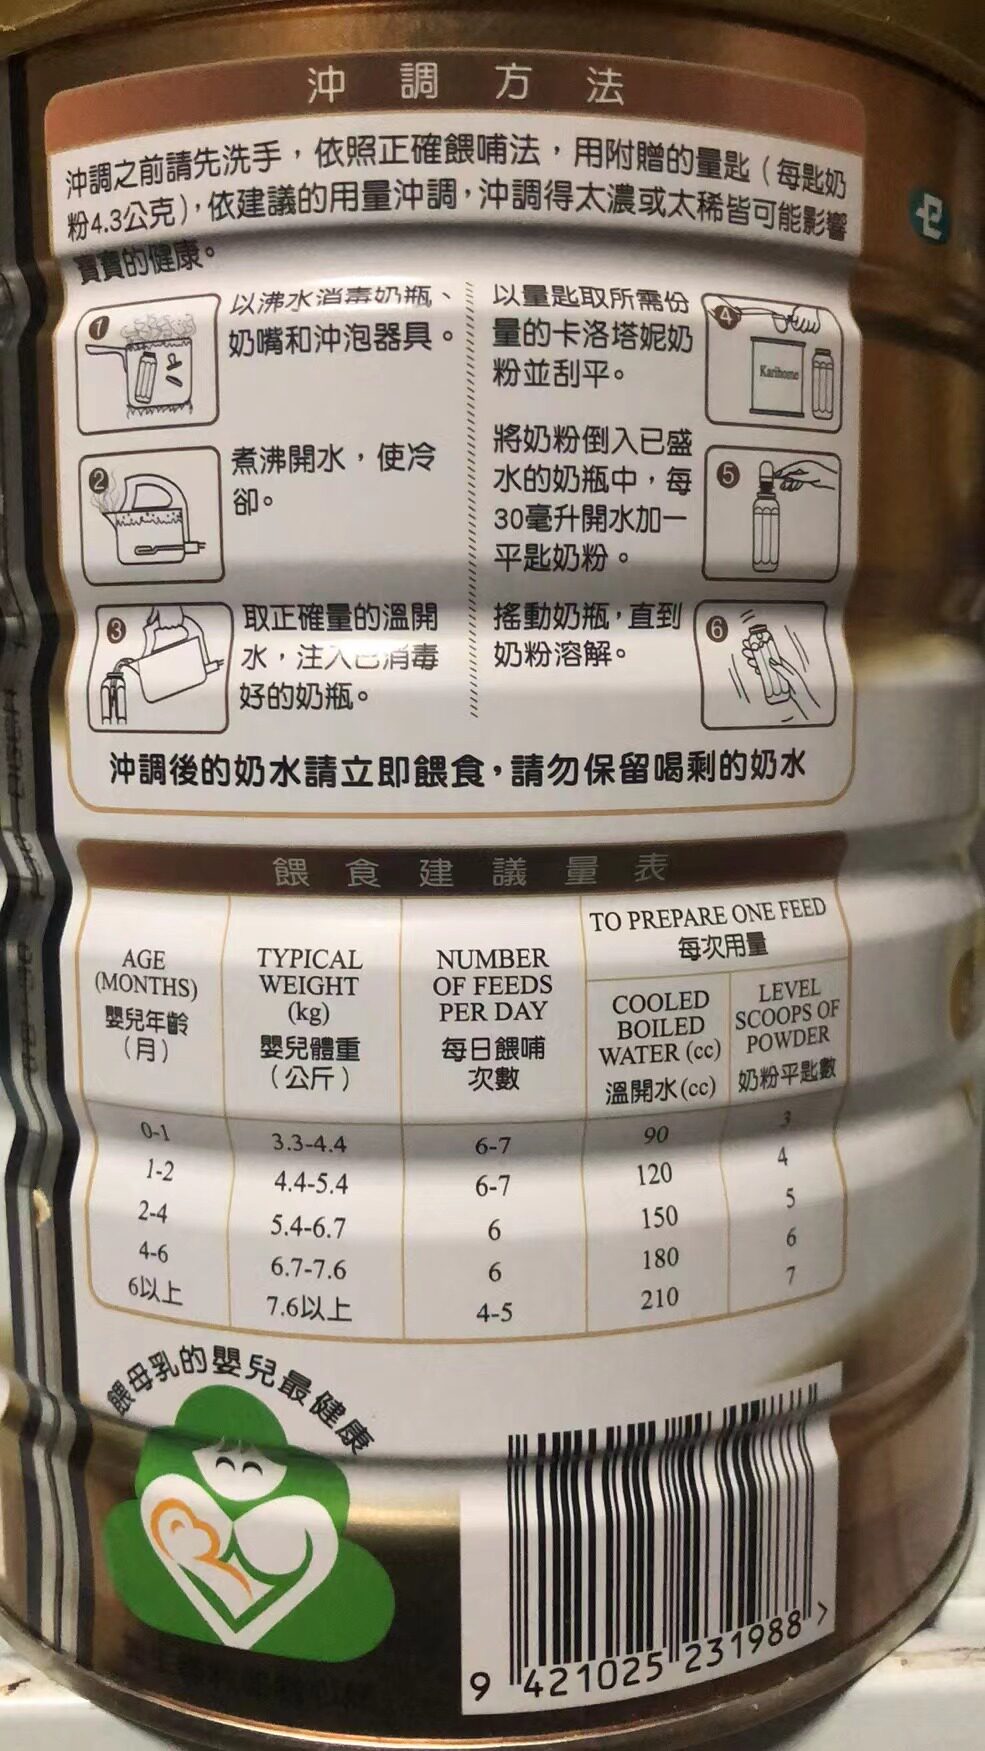 沖調方法
沖調之前請先洗手，依照正確餵哺法，用附贈的量匙（每匙奶
粉4.3公克），依建議的用量沖調，沖調得太濃或太稀皆可能影響
寶寶的健康。
1
以沸水消毒奶瓶、
奶嘴和沖泡器具。
2
煮沸開水，使冷
卻。
3
取正確量的溫開
水，注入已消毒
好的奶瓶。
以量匙取所需份
量的卡洛塔妮奶
粉並刮平。
4
Karihome
將奶粉倒入已盛
水的奶瓶中，每
30毫升開水加一
平匙奶粉。
5
搖動奶瓶，直到
奶粉溶解。
6
沖調後的奶水請立即餵食，請勿保留喝剩的奶水
餵食建議量表
AGE
(MONTHS)
嬰兒年齡
（月）
TYPICAL
WEIGHT
(kg)
嬰兒體重
（公斤）
NUMBER
OF FEEDS
PER DAY
每日餵哺
次數
TO PREPARE ONE FEED
每次用量
COOLED
BOILED
WATER (cc)
溫開水(cc)
LEVEL
SCOOPS OF
POWDER
奶粉平匙數
0-1 3.3-4.4 6-7 90 3
1-2 4.4-5.4 6-7 120 4
2-4 5.4-6.7 6 150 5
4-6 6.7-7.6 6 180 6
6以上 7.6以上 4-5 210 7
餵母乳的嬰兒最健康
9 421025 231988 >